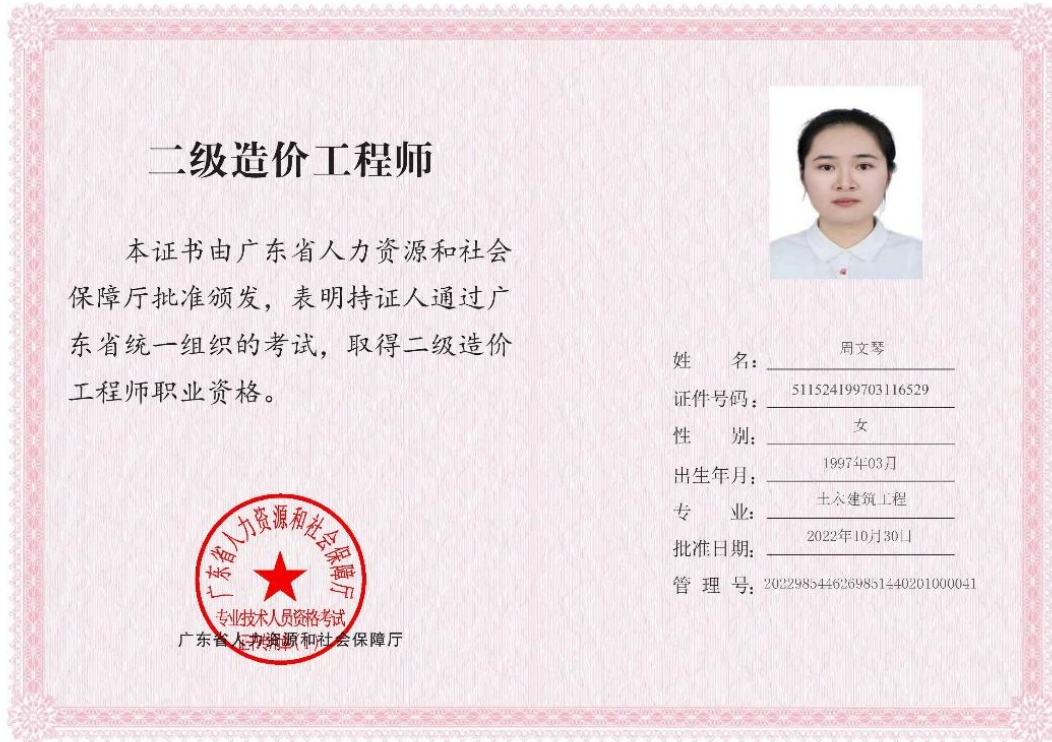 二级造价工程师
本证书由广东省人力资源和社会
保障厅批准颁发，表明持证人通过广
东省统一组织的考试，取得二级造价
工程师职业资格。
广东省人力资源和社会保障厅
专业技术人员资格考试
广东省人力资源和社会保障厅
姓 名：周文琴
证件号码：511524199703116529
性 别：女
出生年月：1997年03月
专 业：土木建筑工程
批准日期：2022年10月30日
管 理 号：2022985446269851440201000041